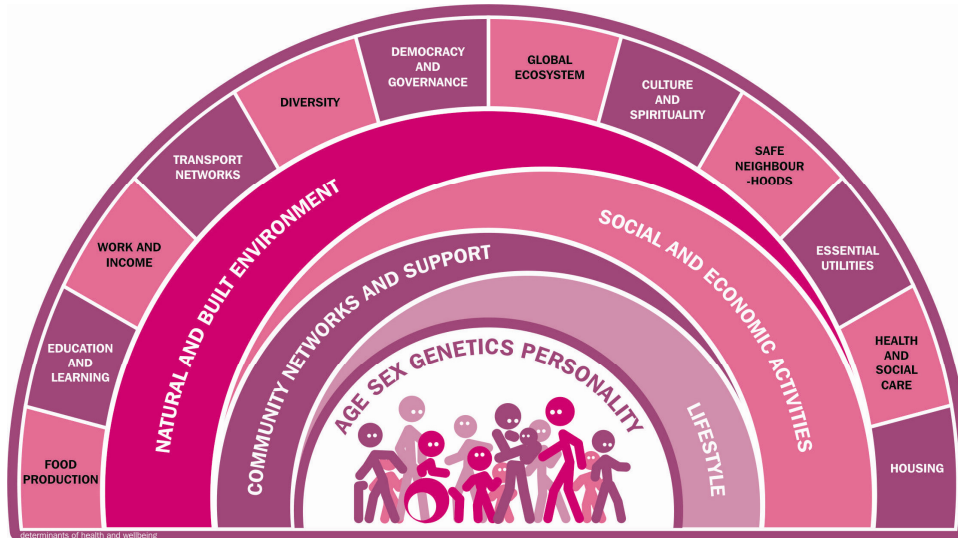 FOOD
PRODUCTION
EDUCATION
AND
LEARNING
WORK AND
INCOME
TRANSPORT
NETWORKS
DIVERSITY
DEMOCRACY
AND
GOVERNANCE
GLOBAL
ECOSYSTEM
CULTURE
AND
SPIRITUALITY
SAFE
NEIGHBOUR
-HOODS
ESSENTIAL
UTILITIES
HEALTH
AND
SOCIAL
CARE
HOUSING
NATURAL AND BUILT ENVIRONMENT
SOCIAL AND ECONOMIC ACTIVITIES
COMMUNITY NETWORKS AND SUPPORT
LIFESTYLE
AGE SEX GENETICS PERSONALITY
determinants of health and wellbeing